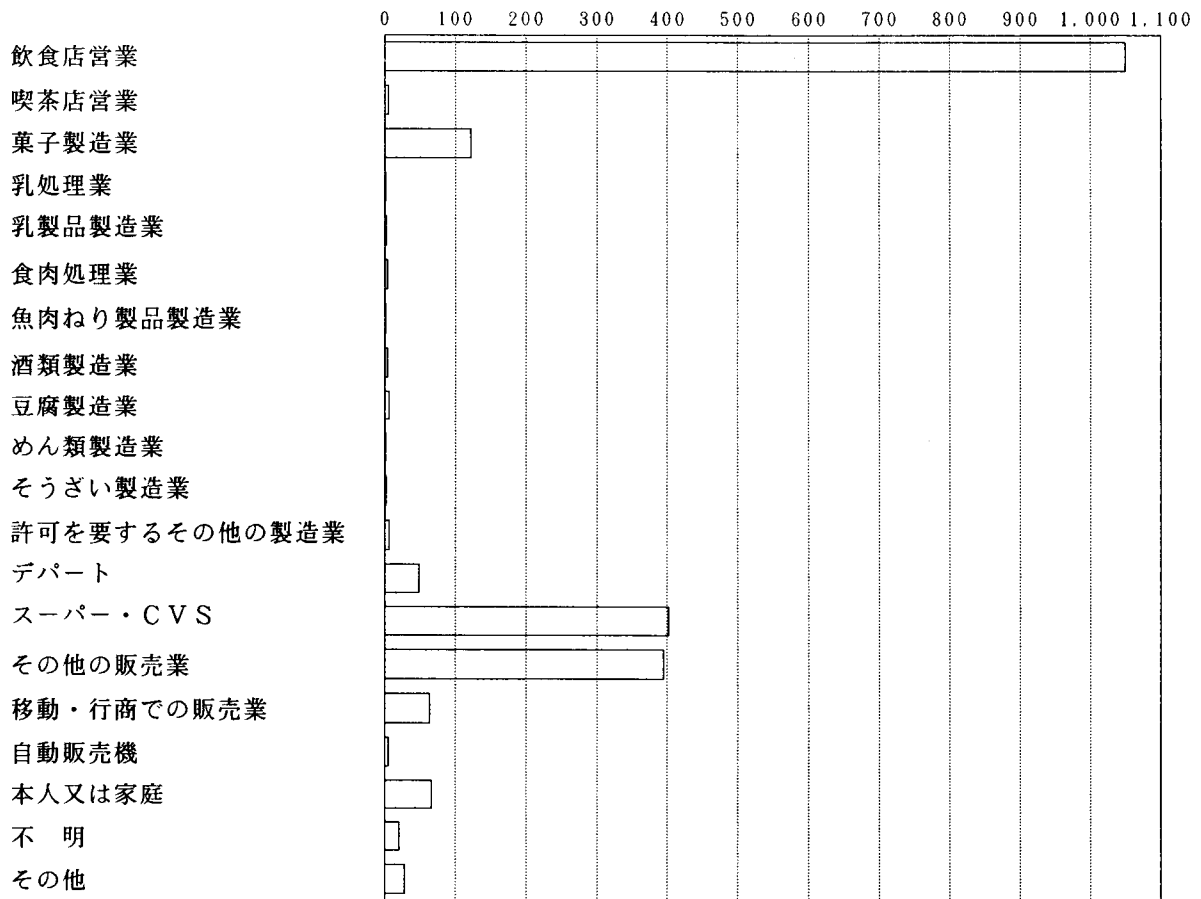 0 100 200 300 400 500 600 700 800 900 1,000 1,100
飲食店営業
喫茶店営業
菓子製造業
乳処理業
乳製品製造業
食肉処理業
魚肉ねり製品製造業
酒類製造業
豆腐製造業
めん類製造業
そうざい製造業
許可を要するその他の製造業
デパート
スーパー・CVS
その他の販売業
移動・行商での販売業
自動販売機
本人又は家庭
不　明
その他